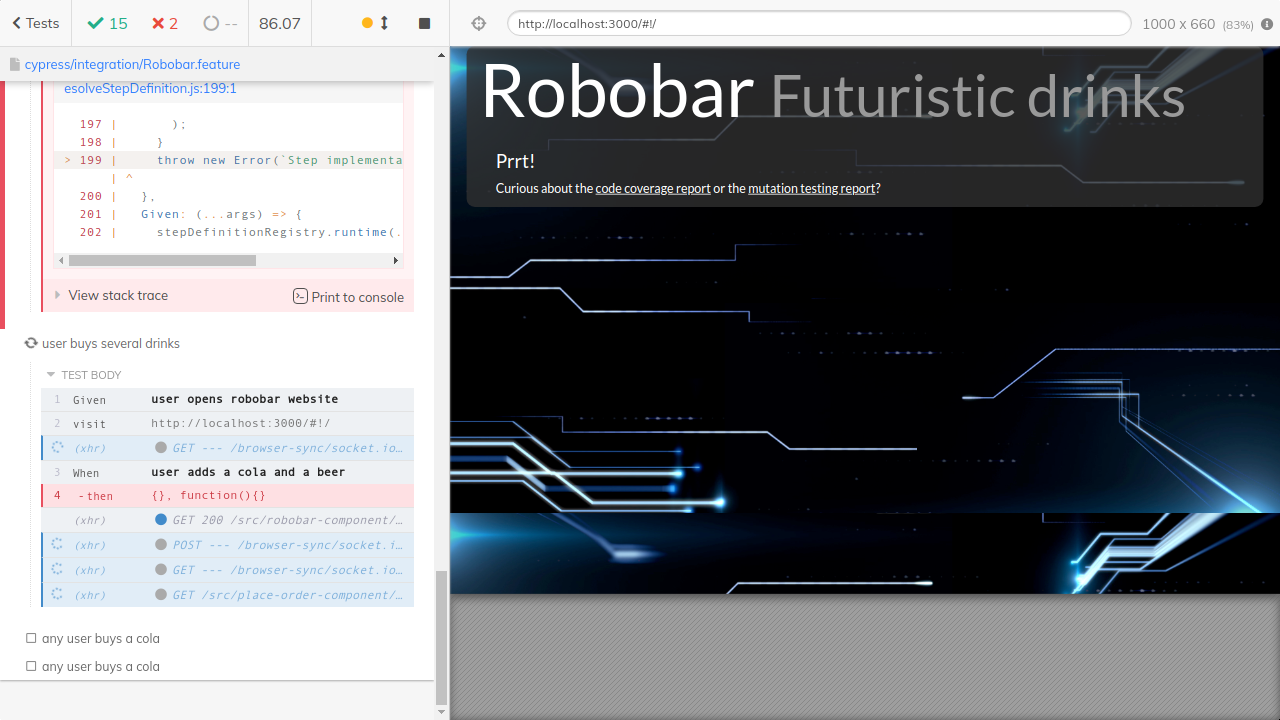 Tests
15
2
--
86.07
http://localhost:3000/#!/
1000 x 660 (83%)
cypress/integration/Robobar.feature
esolveStepDefinition.js:199:1
197 | );
198 | }
> 199 | throw new Error(`Step implementa
| ^
200 | },
201 | Given: (...args) => {
202 | stepDefinitionRegistry.runtime(.
View stack trace
Print to console
user buys several drinks
TEST BODY
1 Given user opens robobar website
2 visit http://localhost:3000/#!/
(xhr) GET --- /browser-sync/socket.io…
3 When user adds a cola and a beer
4 - then {}, function(){}
(xhr) GET 200 /src/robobar-component/…
(xhr) POST --- /browser-sync/socket.i…
(xhr) GET --- /browser-sync/socket.io…
(xhr) GET /src/place-order-component/…
any user buys a cola
any user buys a cola
Robobar Futuristic drinks
Prrt!
Curious about the code coverage report or the mutation testing report?